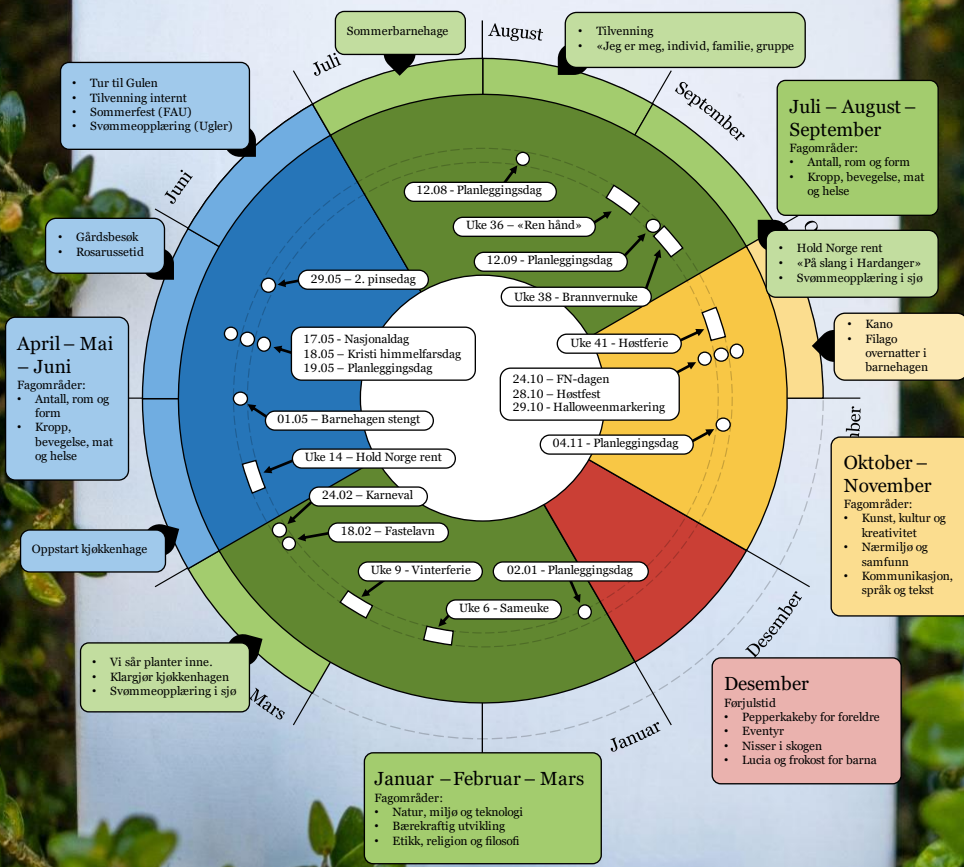 August
Sommerbarnehage
• Tilvenning
• «Jeg er meg, individ, familie, gruppe
Juli
September
• Tur til Gulen
• Tilvenning internt
• Sommerfest (FAU)
• Svømmeopplæring (Ugler)
Juli – August –
September
Fagområder:
• Antall, rom og form
• Kropp, bevegelse, mat
og helse
Juni
12.08 - Planleggingsdag
Uke 36 – «Ren hånd»
12.09 - Planleggingsdag
Uke 38 - Brannvernuke
• Gårdsbesøk
• Rosarussetid
• Hold Norge rent
• «På slang i Hardanger»
• Svømmeopplæring i sjø
29.05 – 2. pinsedag
17.05 - Nasjonaldag
18.05 – Kristi himmelfarsdag
19.05 – Planleggingsdag
Uke 41 - Høstferie
• Kano
• Filago
overnatter i
barnehagen
April – Mai
– Juni
Fagområder:
• Antall, rom og
form
• Kropp,
bevegelse, mat
og helse
24.10 – FN-dagen
28.10 – Høstfest
29.10 - Halloweenmarkering
01.05 – Barnehagen stengt
04.11 - Planleggingsdag
mber
Uke 14 – Hold Norge rent
Oktober –
November
Fagområder:
• Kunst, kultur og
kreativitet
• Nærmiljø og
samfunn
• Kommunikasjon,
språk og tekst
24.02 – Karneval
18.02 – Fastelavn
Oppstart kjøkkenhage
Uke 9 - Vinterferie
02.01 - Planleggingsdag
Uke 6 - Sameuke
Desember
• Vi sår planter inne.
• Klargjør kjøkkenhagen
• Svømmeopplæring i sjø
Mars
Januar
Desember
Førjulstid
• Pepperkakeby for foreldre
• Eventyr
• Nisser i skogen
• Lucia og frokost for barna
Januar – Februar – Mars
Fagområder:
• Natur, miljø og teknologi
• Bærekraftig utvikling
• Etikk, religion og filosofi